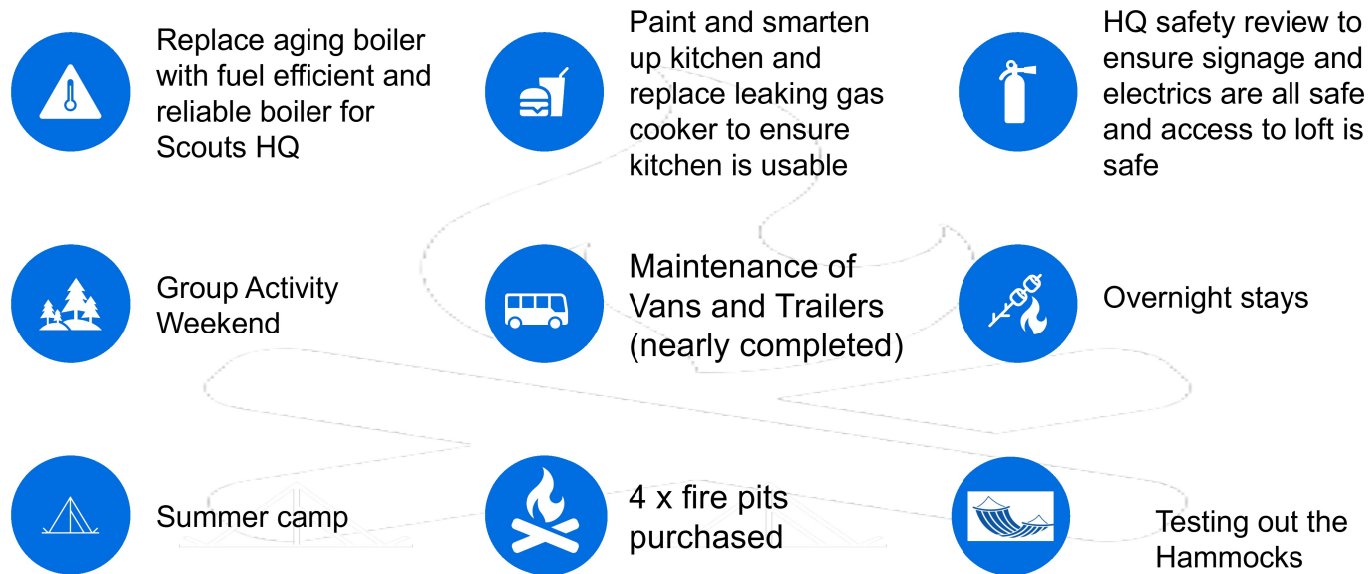 Replace aging boiler
with fuel efficient and
reliable boiler for
Scouts HQ
Paint and smarten
up kitchen and
replace leaking gas
cooker to ensure
kitchen is usable
HQ safety review to
ensure signage and
electrics are all safe
and access to loft is
safe
Group Activity
Weekend
Maintenance of
Vans and Trailers
(nearly completed)
Overnight stays
Summer camp
4 x fire pits
purchased
Testing out the
Hammocks